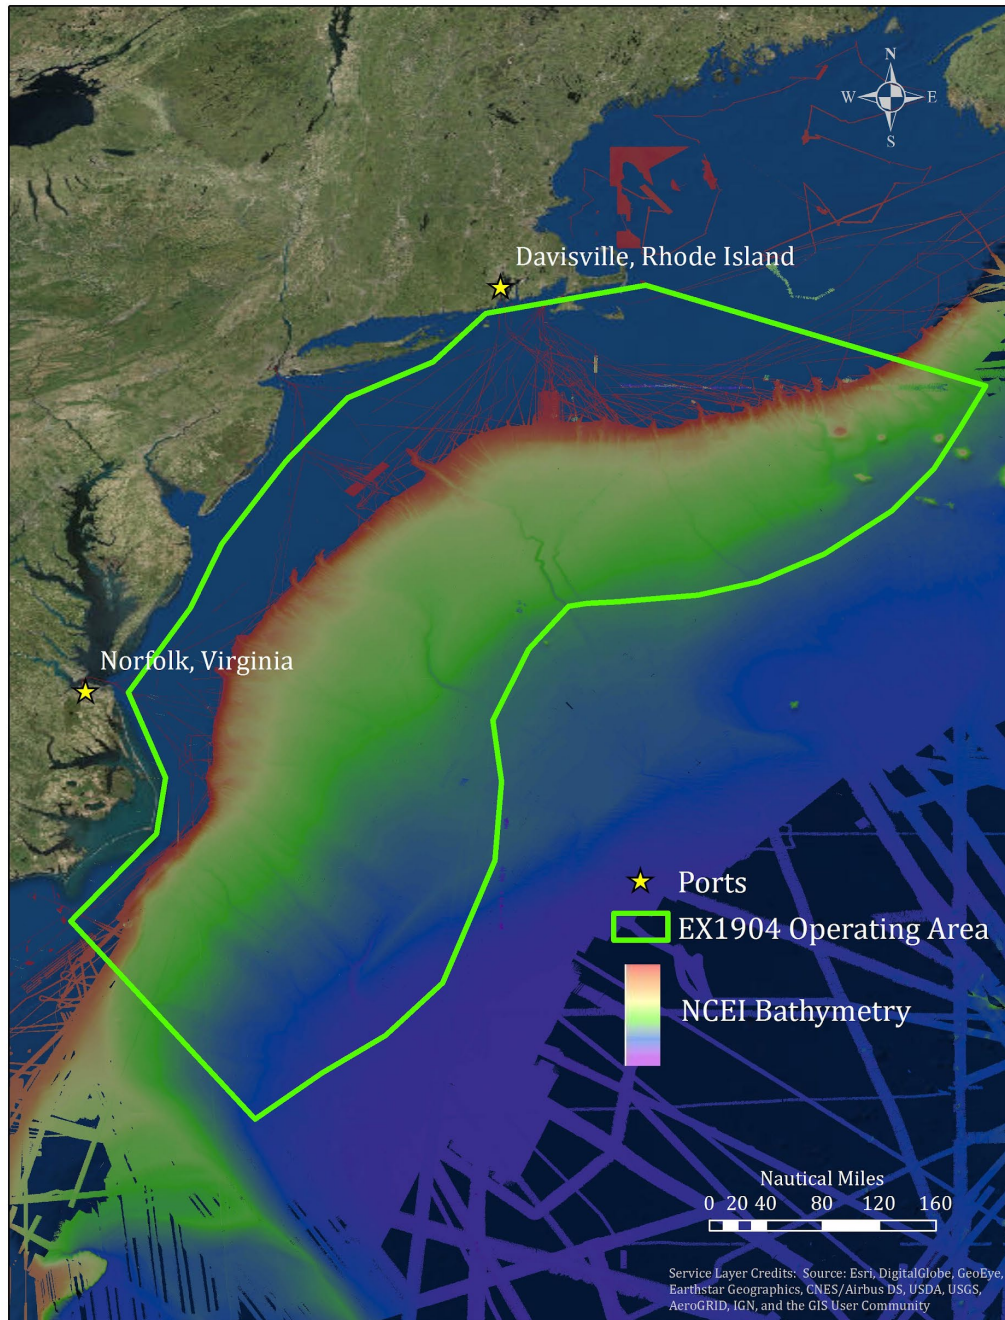 N
W E
S
Davisville, Rhode Island
Norfolk, Virginia
Ports
EX1904 Operating Area
NCEI Bathymetry
Nautical Miles
0 20 40 80 120 160
Service Layer Credits: Source: Esri, DigitalGlobe, GeoEye,
Earthstar Geographics, CNES/Airbus DS, USDA, USGS,
AeroGRID, IGN, and the GIS User Community